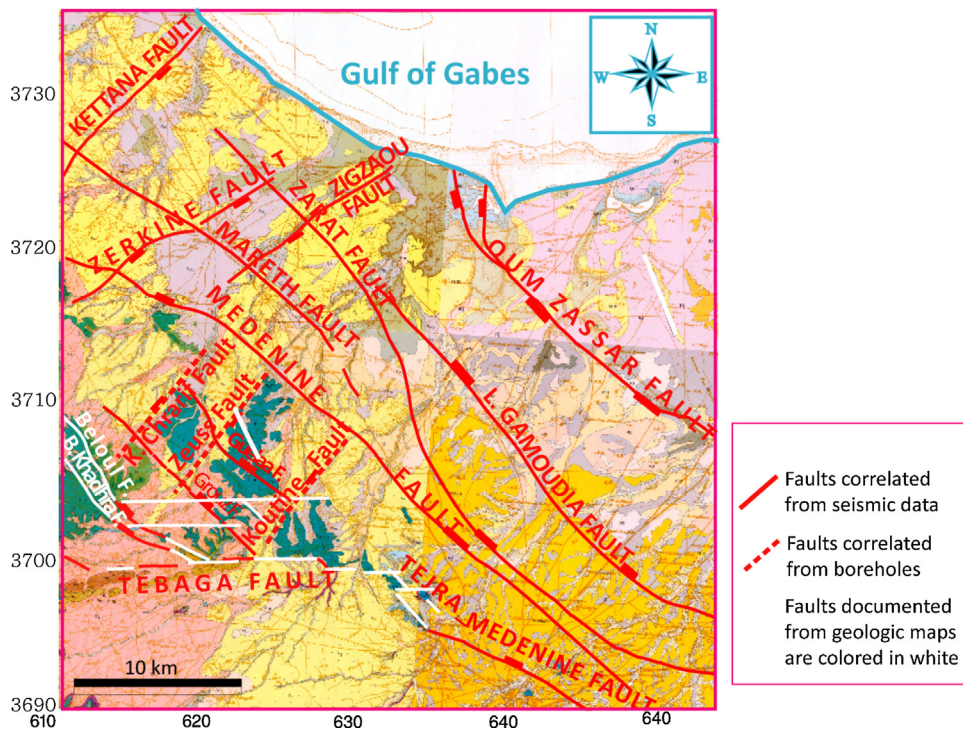 Gulf of Gabes
N
W
E
S
KETTANA FAULT
ZERKINE FAULT
ZIGZAOU
FAULT
ZARAT FAULT
MARETH FAULT
MEDENINE FAULT
OUM ZASSAR FAULT
L. GAMOUDIA FAULT
K. Chrarif Fault
Zeuss Fault
Koutine Fault
Beloul F.
B. Khadhra F.
TEBAGA FAULT
TEJRA MEDENINE FAULT
10 km
3730
3720
3710
3700
3690
610
620
630
640
640
Faults correlated
from seismic data
Faults correlated
from boreholes
Faults documented
from geologic maps
are colored in white